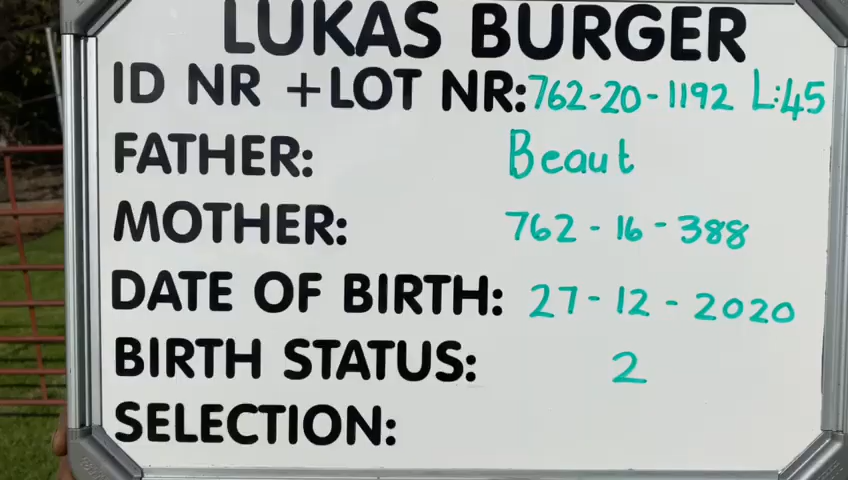 LUKAS BURGER
ID NR + LOT NR: 762-20-1192 L:45
FATHER: Beaut
MOTHER: 762-16-388
DATE OF BIRTH: 27-12-2020
BIRTH STATUS: 2
SELECTION: